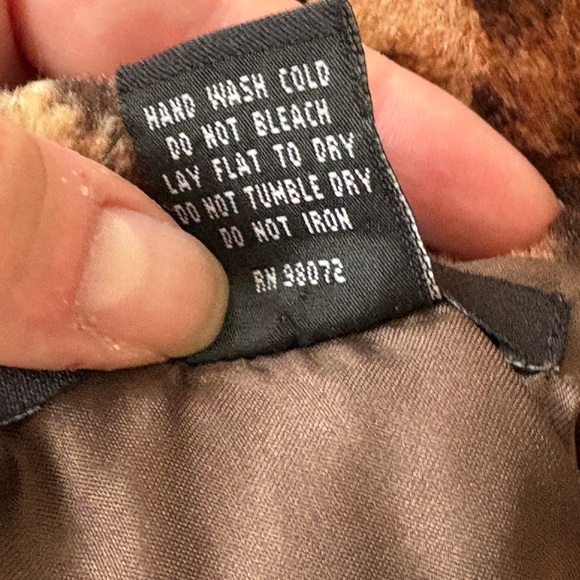 HAND WASH COLD
DO NOT BLEACH
LAY FLAT TO DRY
DO NOT TUMBLE DRY
DO NOT IRON
RN 98072